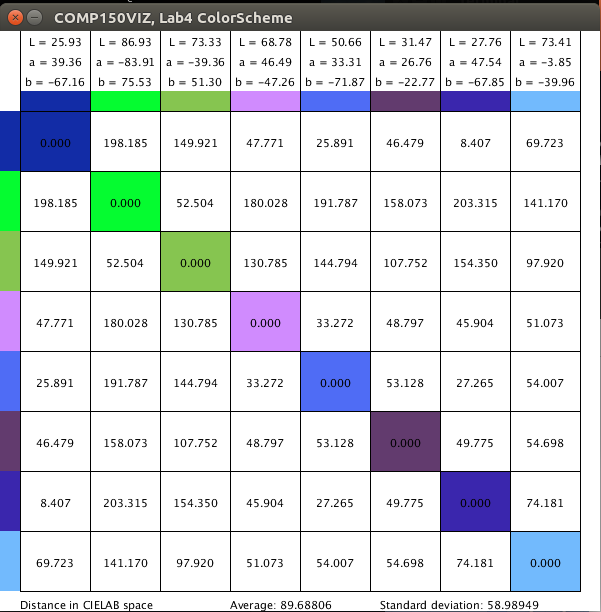 COMP150VIZ, Lab4 ColorScheme
L = 25.93 L = 86.93 L = 73.33 L = 68.78 L = 50.66 L = 31.47 L = 27.76 L = 73.41
a = 39.36 a = −83.91 a = −39.36 a = 46.49 a = 33.31 a = 26.76 a = 47.54 a = −3.85
b = −67.16 b = 75.53 b = 51.30 b = −47.26 b = −71.87 b = −22.77 b = −67.85 b = −39.96
0.000 198.185 149.921 47.771 25.891 46.479 8.407 69.723
198.185 0.000 52.504 180.028 191.787 158.073 203.315 141.170
149.921 52.504 0.000 130.785 144.794 107.752 154.350 97.920
47.771 180.028 130.785 0.000 33.272 48.797 45.904 51.073
25.891 191.787 144.794 33.272 0.000 53.128 27.265 54.007
46.479 158.073 107.752 48.797 53.128 0.000 49.775 54.698
8.407 203.315 154.350 45.904 27.265 49.775 0.000 74.181
69.723 141.170 97.920 51.073 54.007 54.698 74.181 0.000
Distance in CIELAB space Average: 89.68806 Standard deviation: 58.98949